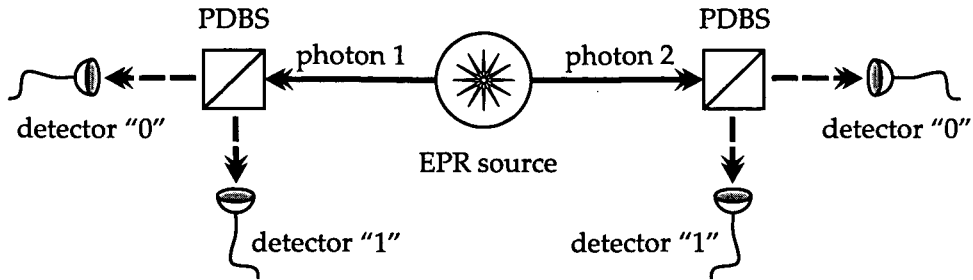 PDBS
PDBS
photon 1
photon 2
detector "0"
detector "0"
EPR source
detector "1"
detector "1"